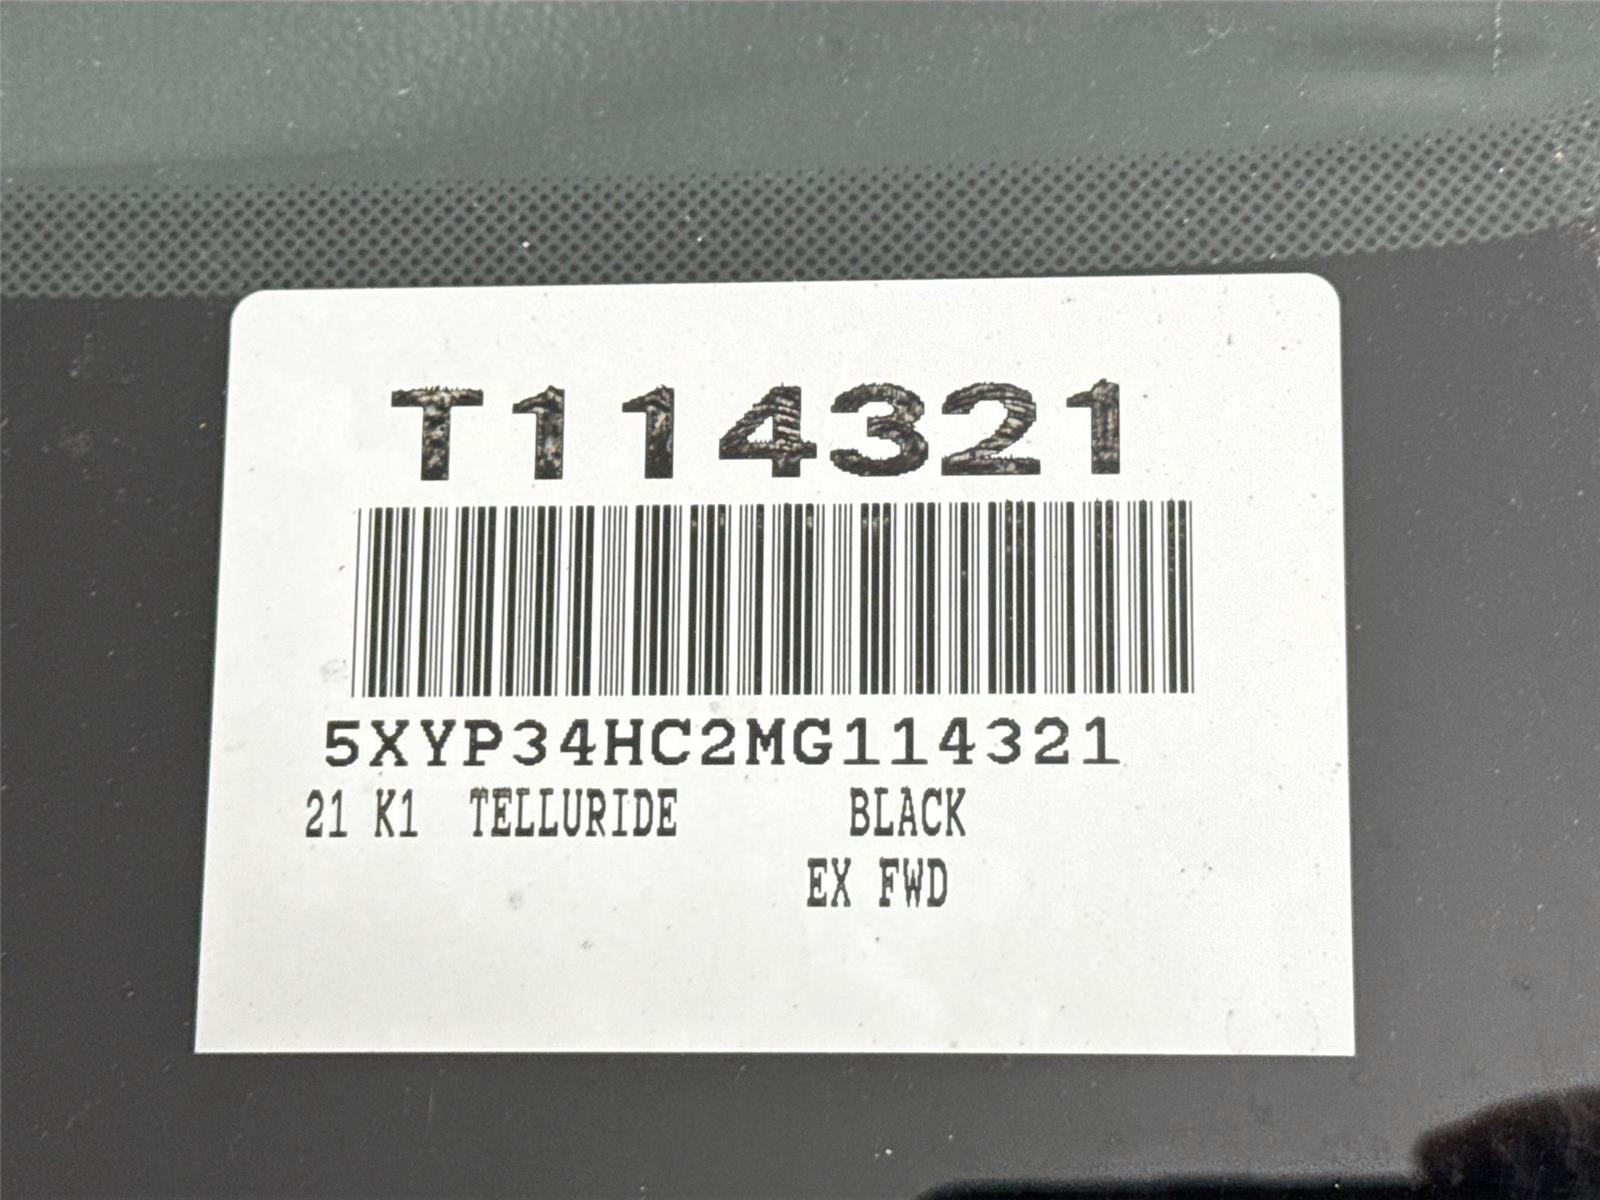 T114321
5XYP34HC2MG114321
21 K1 TELLURIDE BLACK
EX FWD